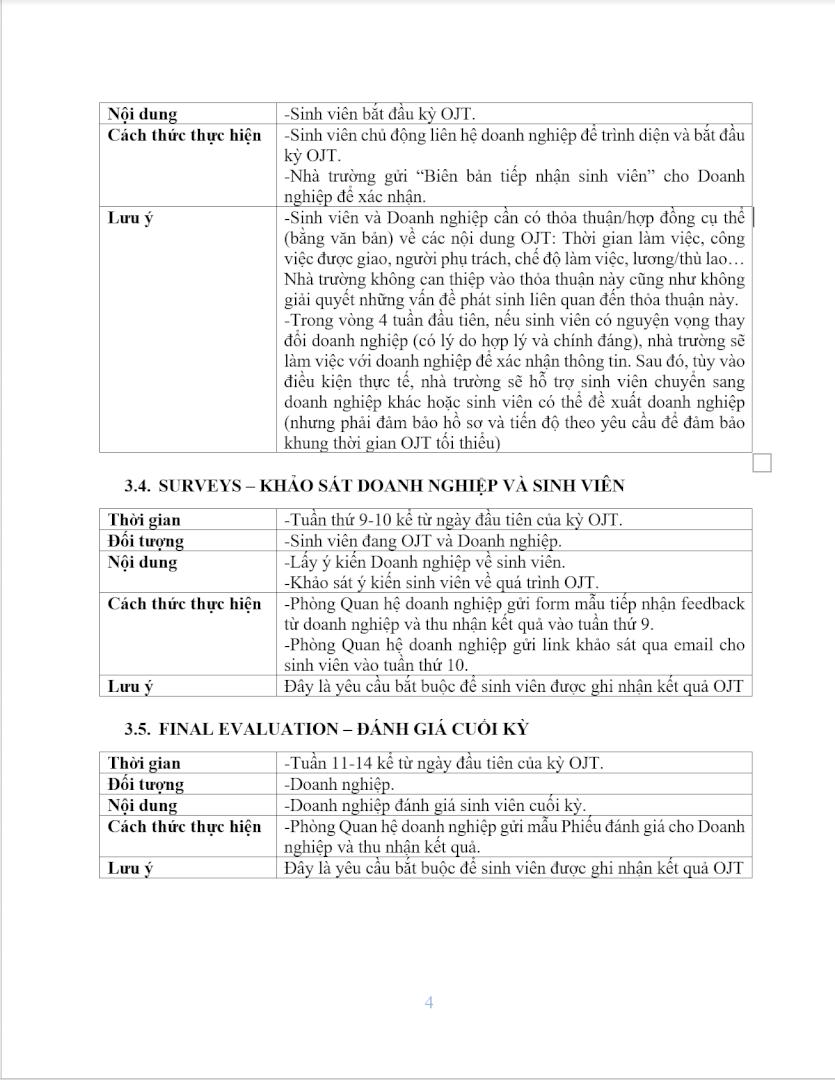 Nội dung
-Sinh viên bắt đầu kỳ OJT.
Cách thức thực hiện
-Sinh viên chủ động liên hệ doanh nghiệp để trình diện và bắt đầu
kỳ OJT.
-Nhà trường gửi “Biên bản tiếp nhận sinh viên” cho Doanh
nghiệp để xác nhận.
Lưu ý
-Sinh viên và Doanh nghiệp cần có thỏa thuận/hợp đồng cụ thể
(bằng văn bản) về các nội dung OJT: Thời gian làm việc, công
việc được giao, người phụ trách, chế độ làm việc, lương/thù lao…
Nhà trường không can thiệp vào thỏa thuận này cũng như không
giải quyết những vấn đề phát sinh liên quan đến thỏa thuận này.
-Trong vòng 4 tuần đầu tiên, nếu sinh viên có nguyện vọng thay
đổi doanh nghiệp (có lý do hợp lý và chính đáng), nhà trường sẽ
làm việc với doanh nghiệp để xác nhận thông tin. Sau đó, tùy vào
điều kiện thực tế, nhà trường sẽ hỗ trợ sinh viên chuyển sang
doanh nghiệp khác hoặc sinh viên có thể đề xuất doanh nghiệp
(nhưng phải đảm bảo hồ sơ và tiến độ theo yêu cầu để đảm bảo
khung thời gian OJT tối thiểu)
3.4. SURVEYS – KHẢO SÁT DOANH NGHIỆP VÀ SINH VIÊN
Thời gian
-Tuần thứ 9-10 kể từ ngày đầu tiên của kỳ OJT.
Đối tượng
-Sinh viên đang OJT và Doanh nghiệp.
Nội dung
-Lấy ý kiến Doanh nghiệp về sinh viên.
-Khảo sát ý kiến sinh viên về quá trình OJT.
Cách thức thực hiện
-Phòng Quan hệ doanh nghiệp gửi form mẫu tiếp nhận feedback
từ doanh nghiệp và thu nhận kết quả vào tuần thứ 9.
-Phòng Quan hệ doanh nghiệp gửi link khảo sát qua email cho
sinh viên vào tuần thứ 10.
Lưu ý
Đây là yêu cầu bắt buộc để sinh viên được ghi nhận kết quả OJT
3.5. FINAL EVALUATION – ĐÁNH GIÁ CUỐI KỲ
Thời gian
-Tuần 11-14 kể từ ngày đầu tiên của kỳ OJT.
Đối tượng
-Doanh nghiệp.
Nội dung
-Doanh nghiệp đánh giá sinh viên cuối kỳ.
Cách thức thực hiện
-Phòng Quan hệ doanh nghiệp gửi mẫu Phiếu đánh giá cho Doanh
nghiệp và thu nhận kết quả.
Lưu ý
Đây là yêu cầu bắt buộc để sinh viên được ghi nhận kết quả OJT
4